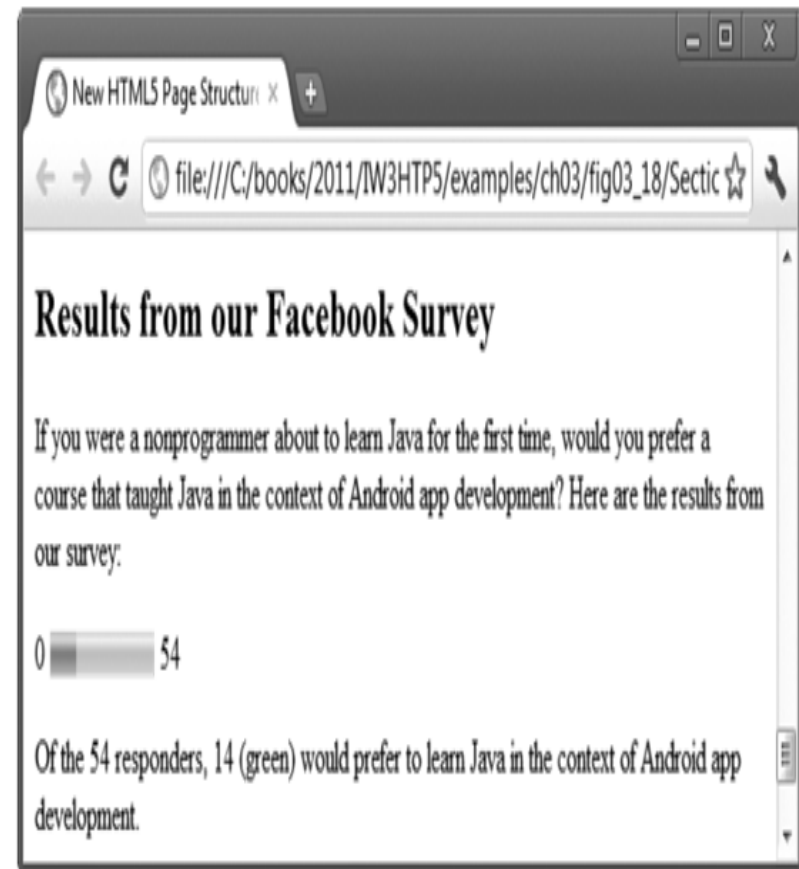 New HTML5 Page Structur
file:///C:/books/2011/IW3HTP5/examples/ch03/fig03_18/Sectic
Results from our Facebook Survey
If you were a nonprogrammer about to learn Java for the first time, would you prefer a
course that taught Java in the context of Android app development? Here are the results from
our survey:
0 54
Of the 54 responders, 14 (green) would prefer to learn Java in the context of Android app
development.